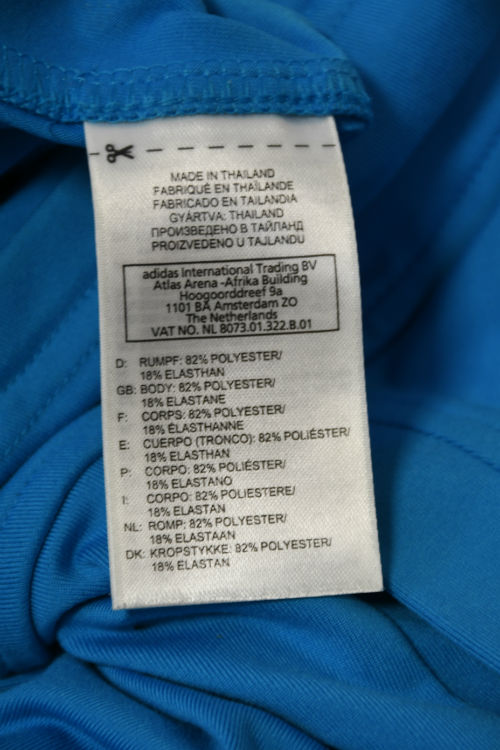 MADE IN THAILAND
FABRIQUÉ EN THAÏLANDE
FABRICADO EN TAILANDIA
GYÁRTVA: THAILAND
ПРОИЗВЕДЕНО В ТАЙЛАНД
PROIZVEDENO U TAJLANDU
adidas International Trading BV
Atlas Arena -Afrika Building
Hoogoorddreef 9a
1101 BA Amsterdam ZO
The Netherlands
VAT NO. NL 8073.01.322.B.01
D: RUMPF: 82% POLYESTER/
18% ELASTHAN
GB: BODY: 82% POLYESTER/
18% ELASTANE
F: CORPS: 82% POLYESTER/
18% ÉLASTHANNE
E: CUERPO (TRONCO): 82% POLIÉSTER/
18% ELASTHAN
P: CORPO: 82% POLIÉSTER/
18% ELASTANO
I: CORPO: 82% POLIESTERE/
18% ELASTAN
NL: ROMP: 82% POLYESTER/
18% ELASTAAN
DK: KROPSTYKKE: 82% POLYESTER/
18% ELASTAN